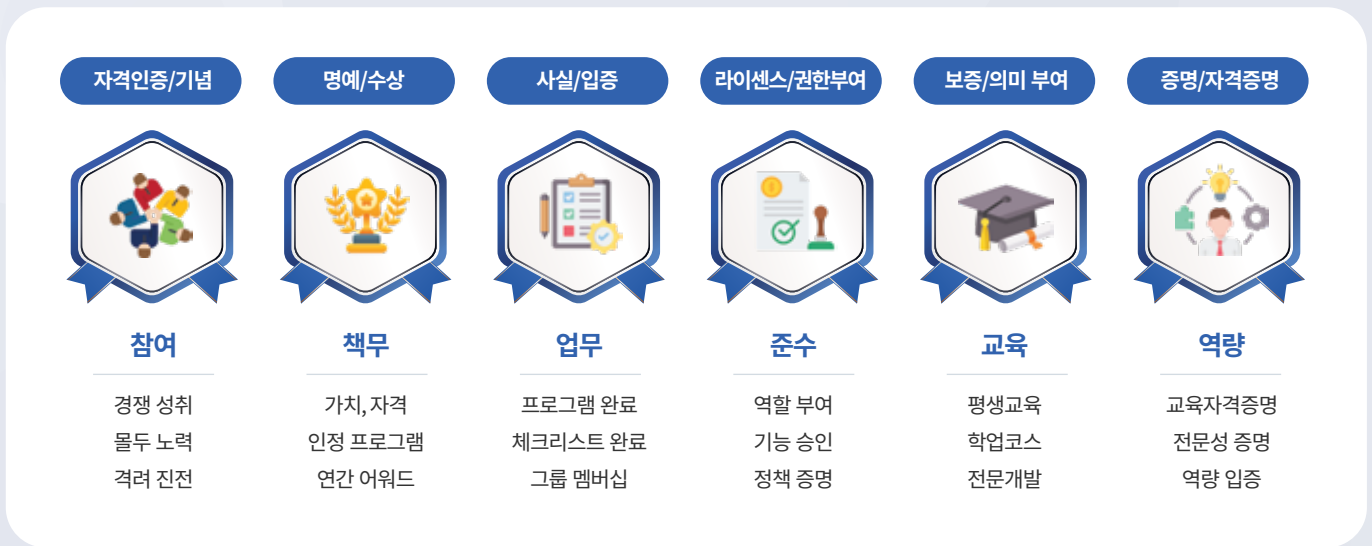 자격인증/기념
명예/수상
사실/입증
라이센스/권한부여
보증/의미 부여
증명/자격증명
참여
경쟁 성취
몰두 노력
격려 진전
책무
가치, 자격
인정 프로그램
연간 어워드
업무
프로그램 완료
체크리스트 완료
그룹 멤버십
준수
역할 부여
기능 승인
정책 증명
교육
평생교육
학업코스
전문개발
역량
교육자격증명
전문성 증명
역량 입증